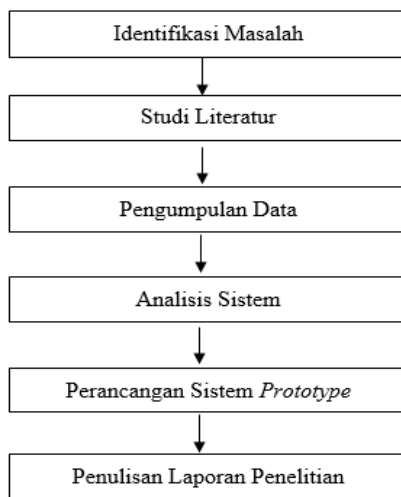 Identifikasi Masalah
Studi Literatur
Pengumpulan Data
Analisis Sistem
Perancangan Sistem Prototype
Penulisan Laporan Penelitian